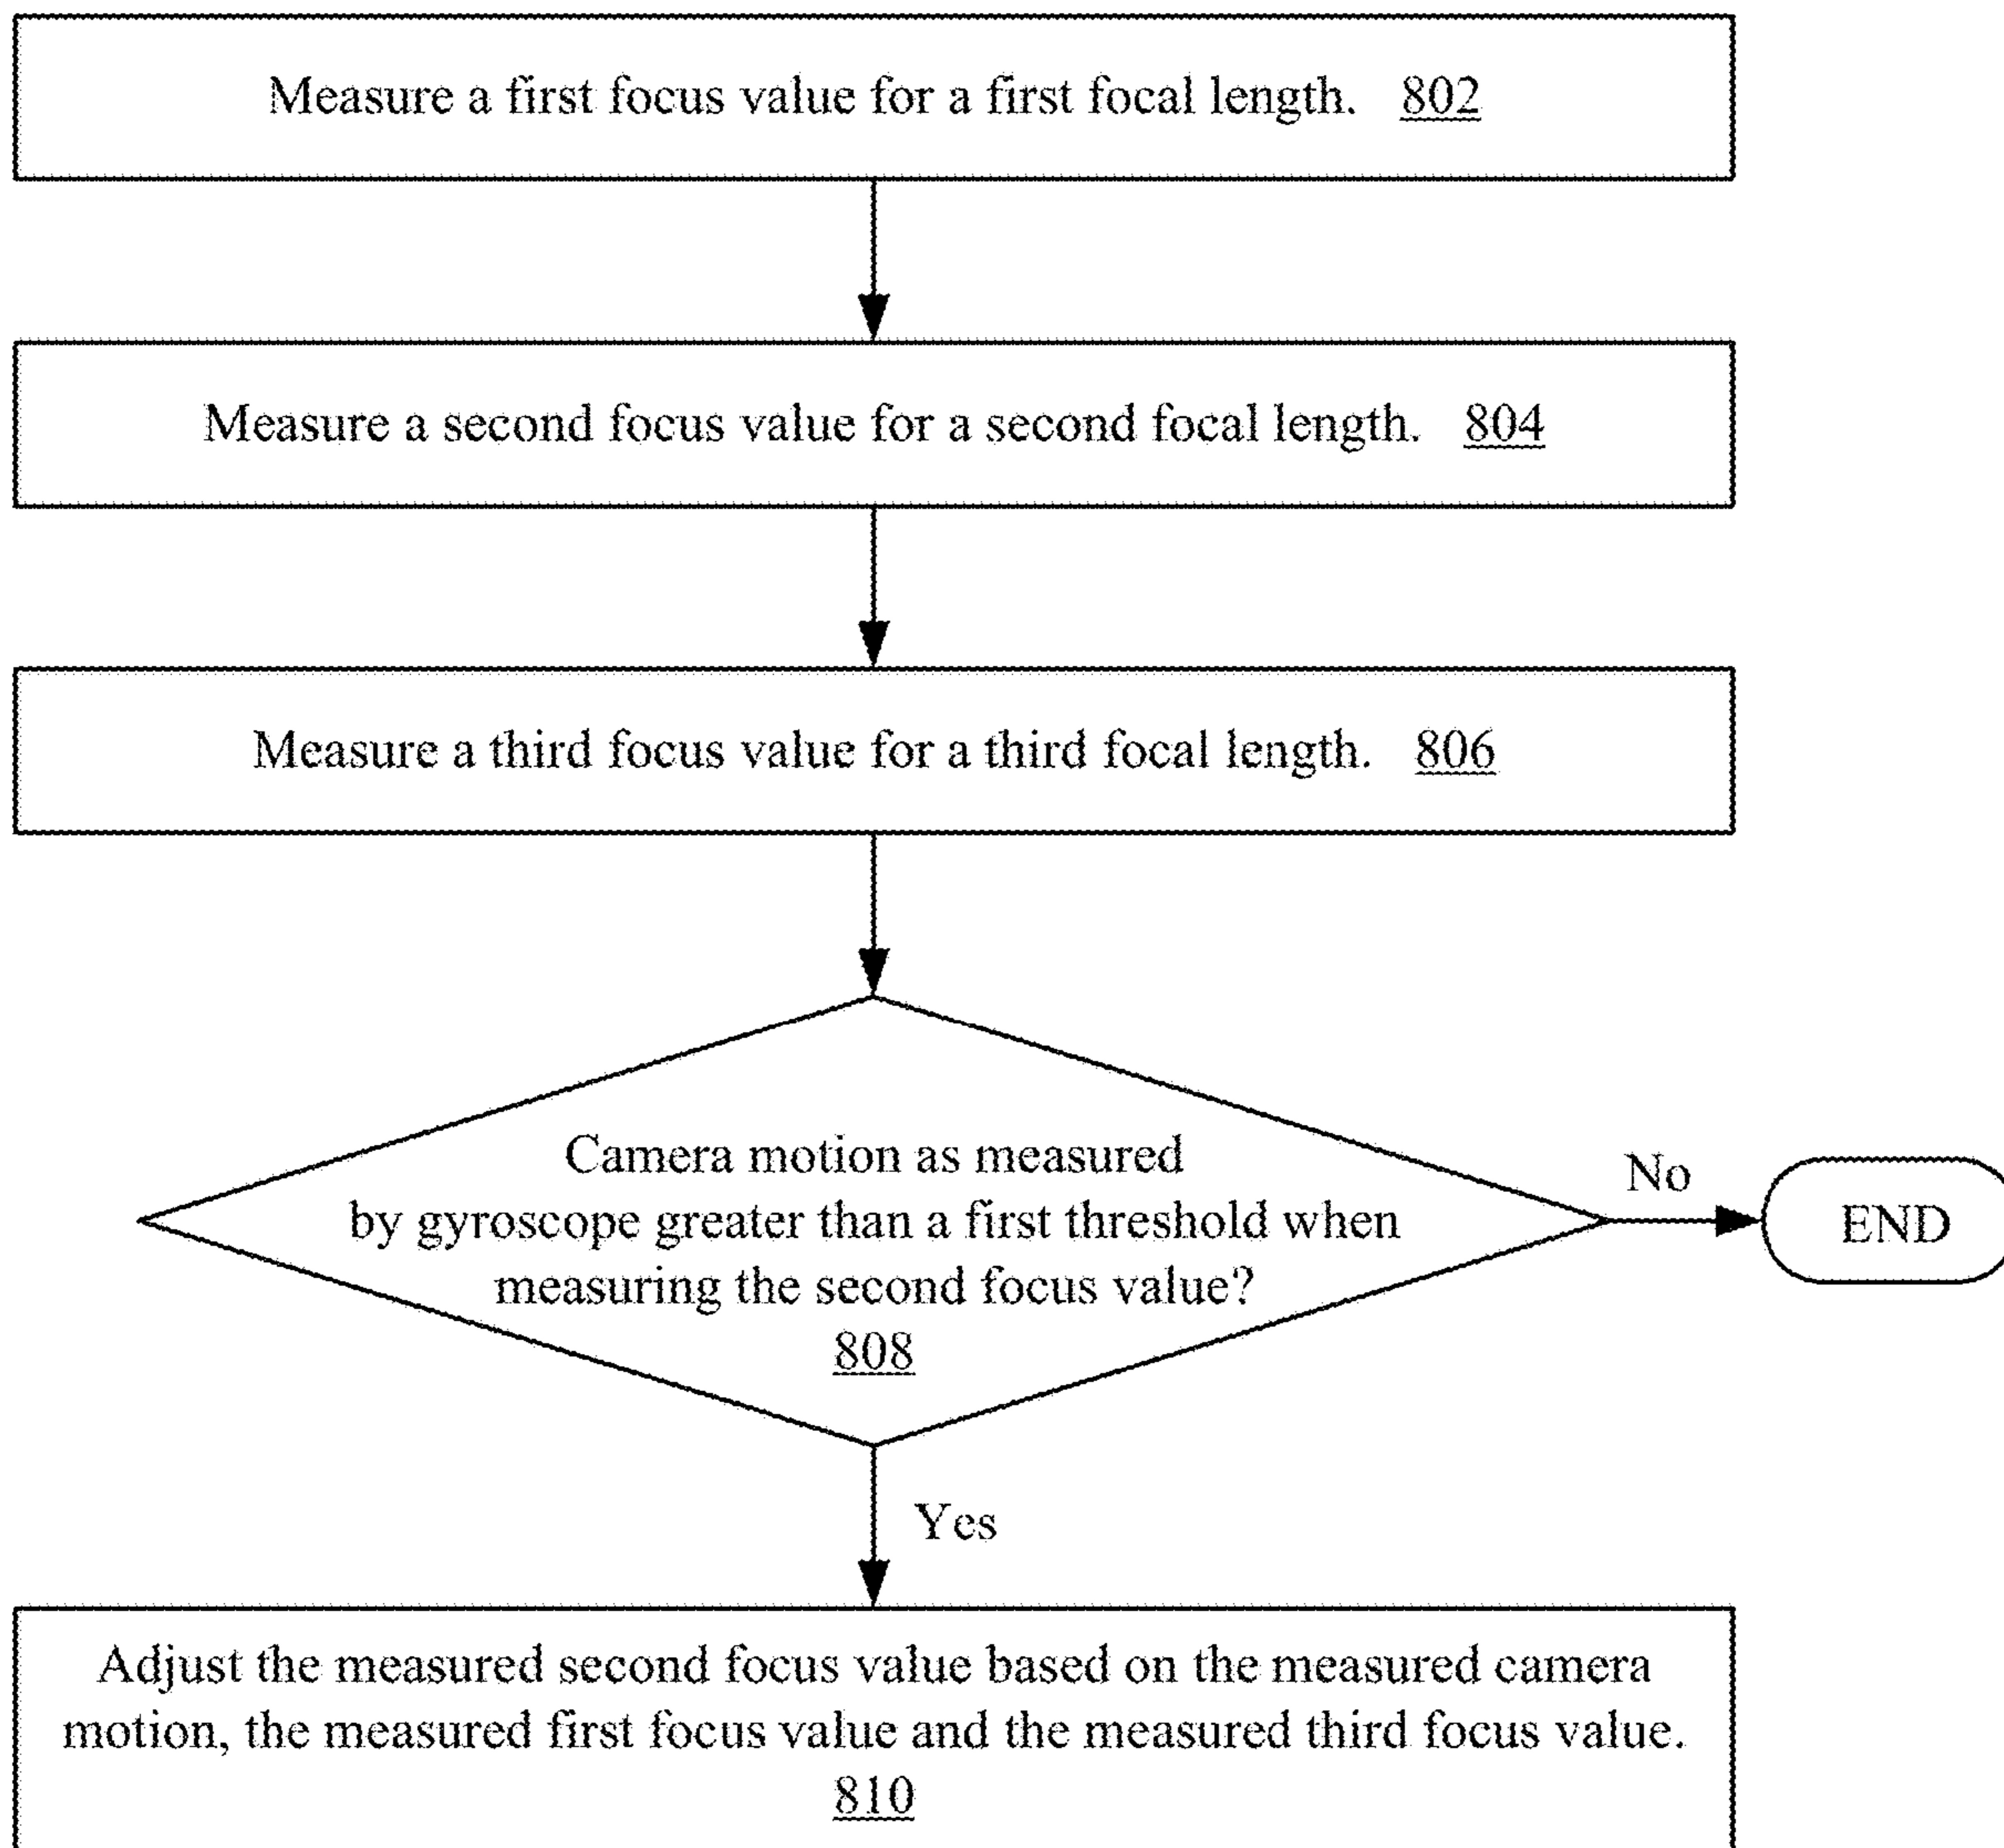 Measure a first focus value for a first focal length. 802
Measure a second focus value for a second focal length. 804
Measure a third focus value for a third focal length. 806
Camera motion as measured
by gyroscope greater than a first threshold when
measuring the second focus value?
808
No
END
Yes
Adjust the measured second focus value based on the measured camera
motion, the measured first focus value and the measured third focus value.
810